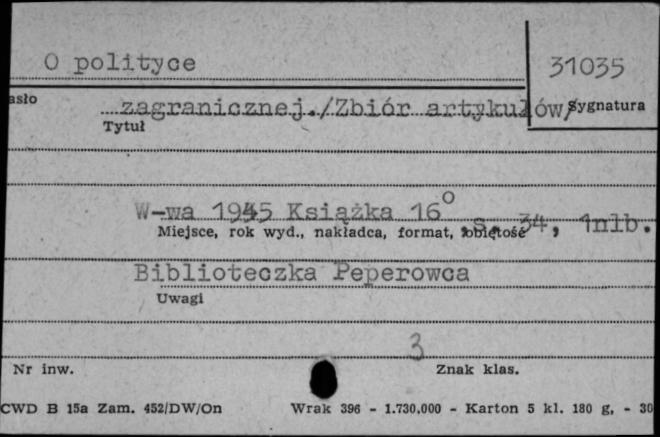 O polityce 31035
asło zagranicznej./Zbiór artykułów/ Sygnatura
Tytuł
W-wa 1945 Książka 16°, s. 34, 1nlb.
Miejsce, rok wyd., nakładca, format, objętość
Biblioteczka Peperowca
Uwagi
3
Nr inw. Znak klas.
CWD B 15a Zam. 452/DW/On Wrak 396 - 1.730,000 - Karton 5 kl. 180 g, - 30